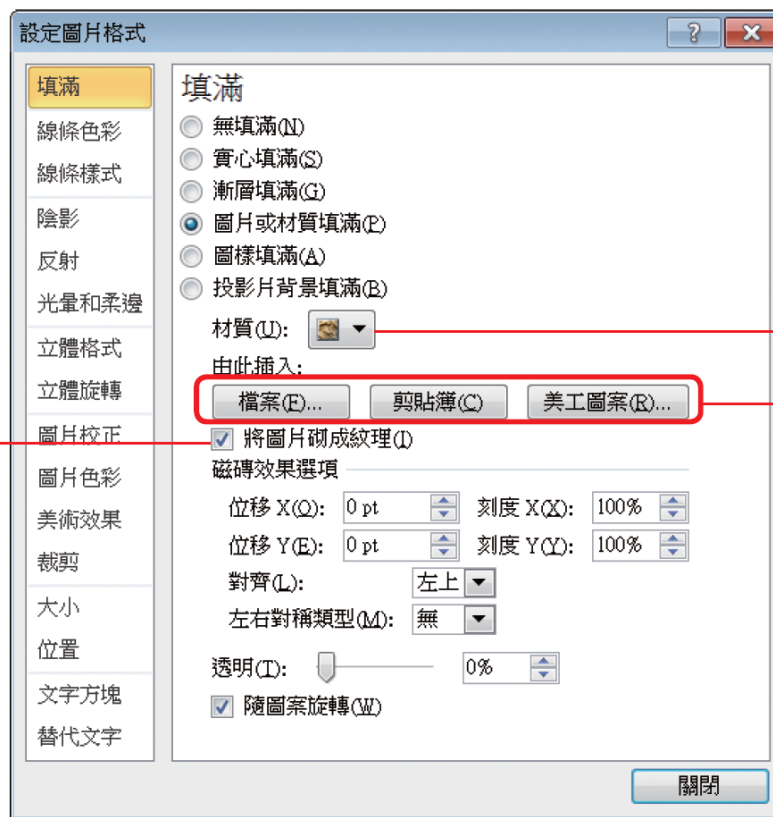 設定圖片格式
填滿
線條色彩
線條樣式
陰影
反射
光暈和柔邊
立體格式
立體旋轉
圖片校正
圖片色彩
美術效果
裁剪
大小
位置
文字方塊
替代文字
填滿
無填滿(N)
實心填滿(S)
漸層填滿(G)
圖片或材質填滿(P)
圖樣填滿(A)
投影片背景填滿(B)
材質(U):
由此插入:
檔案(F)... 剪貼簿(C) 美工圖案(R)...
將圖片砌成紋理(I)
磁磚效果選項
位移 X(O): 0 pt 刻度 X(X): 100%
位移 Y(E): 0 pt 刻度 Y(Y): 100%
對齊(L): 左上
左右對稱類型(M): 無
透明(T): 0%
隨圖案旋轉(W)
關閉